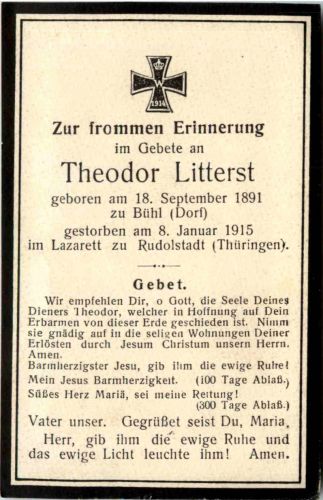 W
1914
Zur frommen Erinnerung
im Gebete an
Theodor Litterst
geboren am 18. September 1891
zu Bühl (Dorf)
gestorben am 8. Januar 1915
im Lazarett zu Rudolstadt (Thüringen).
Gebet.
Wir empfehlen Dir, o Gott, die Seele Deines
Dieners Theodor, welcher in Hoffnung auf Dein
Erbarmen von dieser Erde geschieden ist. Nimm
sie gnädig auf in die seligen Wohnungen Deiner
Erlösten durch Jesum Christum unsern Herrn.
Amen.
Barmherzigster Jesu, gib ihm die ewige Ruhe!
Mein Jesus Barmherzigkeit. (100 Tage Ablaß.)
Süßes Herz Mariä, sei meine Rettung!
(300 Tage Ablaß.)
Vater unser. Gegrüßet seist Du, Maria.
Herr, gib ihm die ewige Ruhe und
das ewige Licht leuchte ihm! Amen.